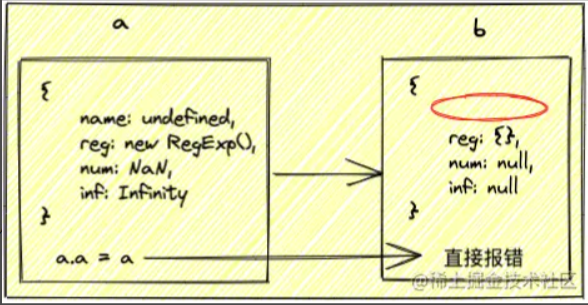 a
{
name: undefined,
reg: new RegExp(),
num: NaN,
inf: Infinity
}
a.a = a
b
{
reg: {},
num: null,
inf: null
}
直接报错
@稀土掘金技术社区